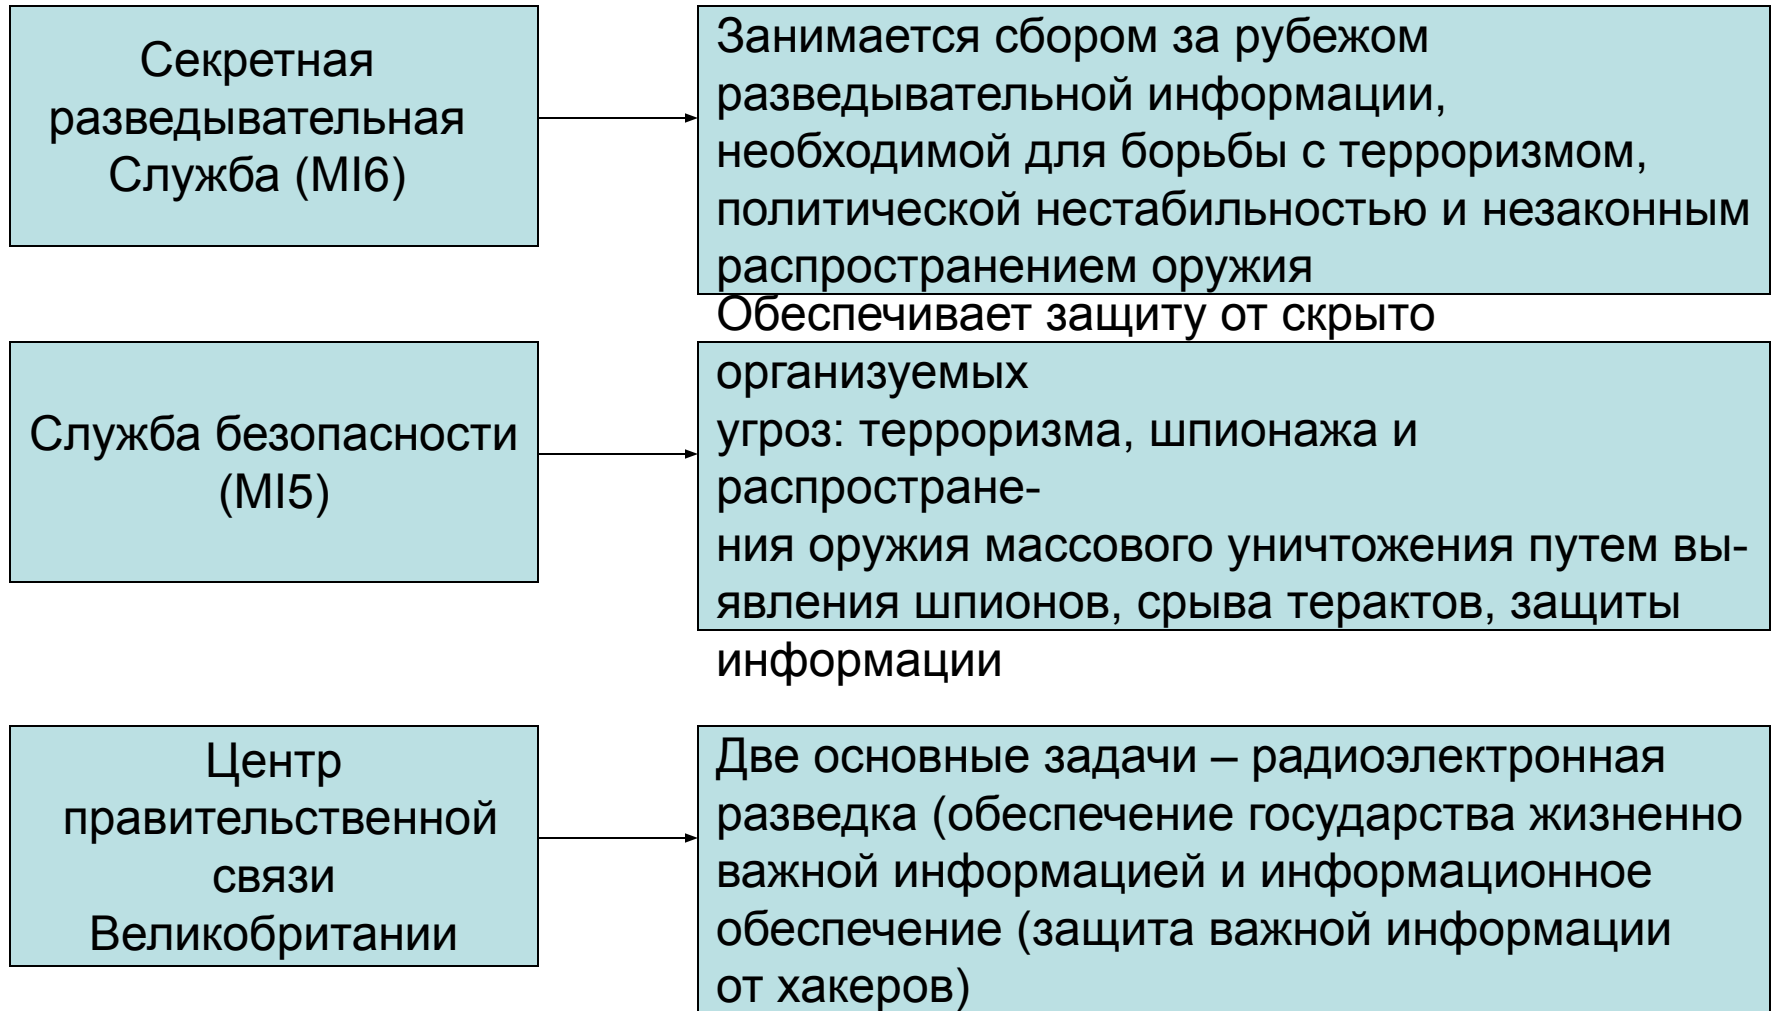 Секретная
разведывательная
Служба (MI6)
Занимается сбором за рубежом
разведывательной информации,
необходимой для борьбы с терроризмом,
политической нестабильностью и незаконным
распространением оружия
Служба безопасности
(MI5)
Обеспечивает защиту от скрыто
организуемых
угроз: терроризма, шпионажа и
распростране-
ния оружия массового уничтожения путем вы-
явления шпионов, срыва терактов, защиты
информации
Центр
правительственной
связи
Великобритании
Две основные задачи – радиоэлектронная
разведка (обеспечение государства жизненно
важной информацией и информационное
обеспечение (защита важной информации
от хакеров)